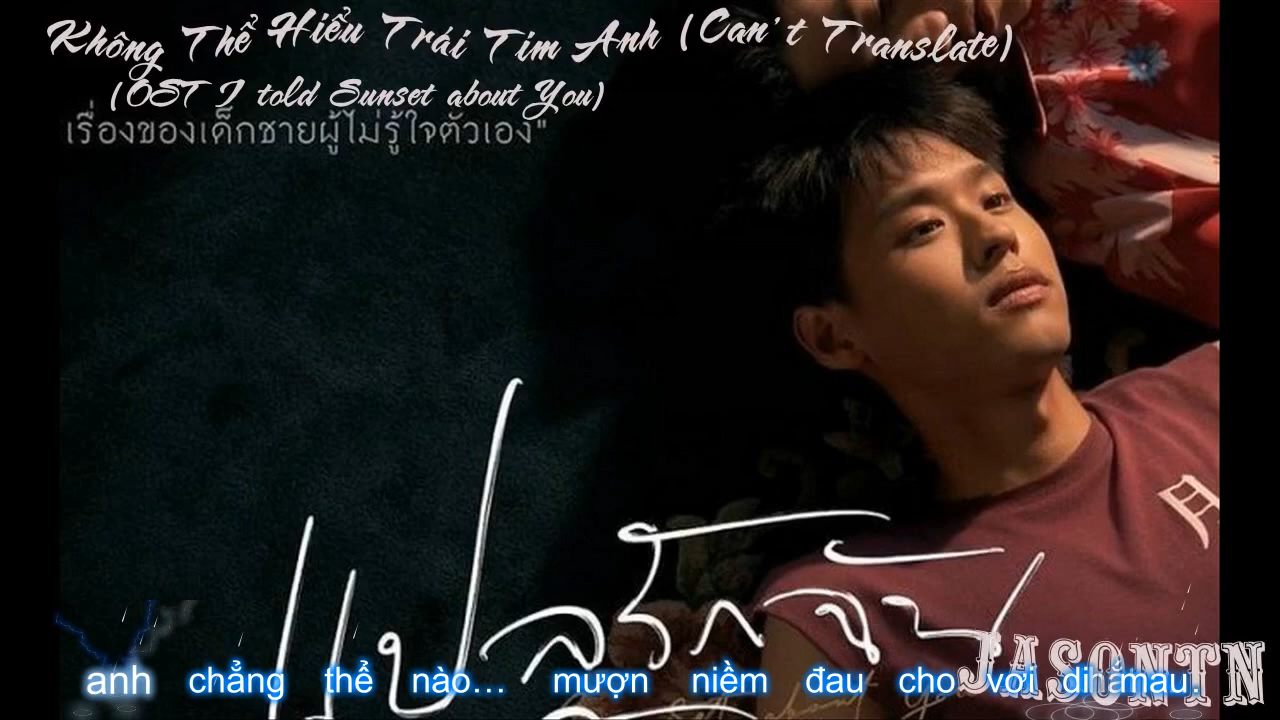 Không Thể Hiểu Trái Tim Anh (Can't Translate)
(OST I told Sunset about You)
เรื่องของเด็กชายผู้ไม่รู้ใจตัวเอง"
แปลรักฉัน
A
JASONTN
anh chẳng thể nào... mượn niềm đau cho vơi
about You